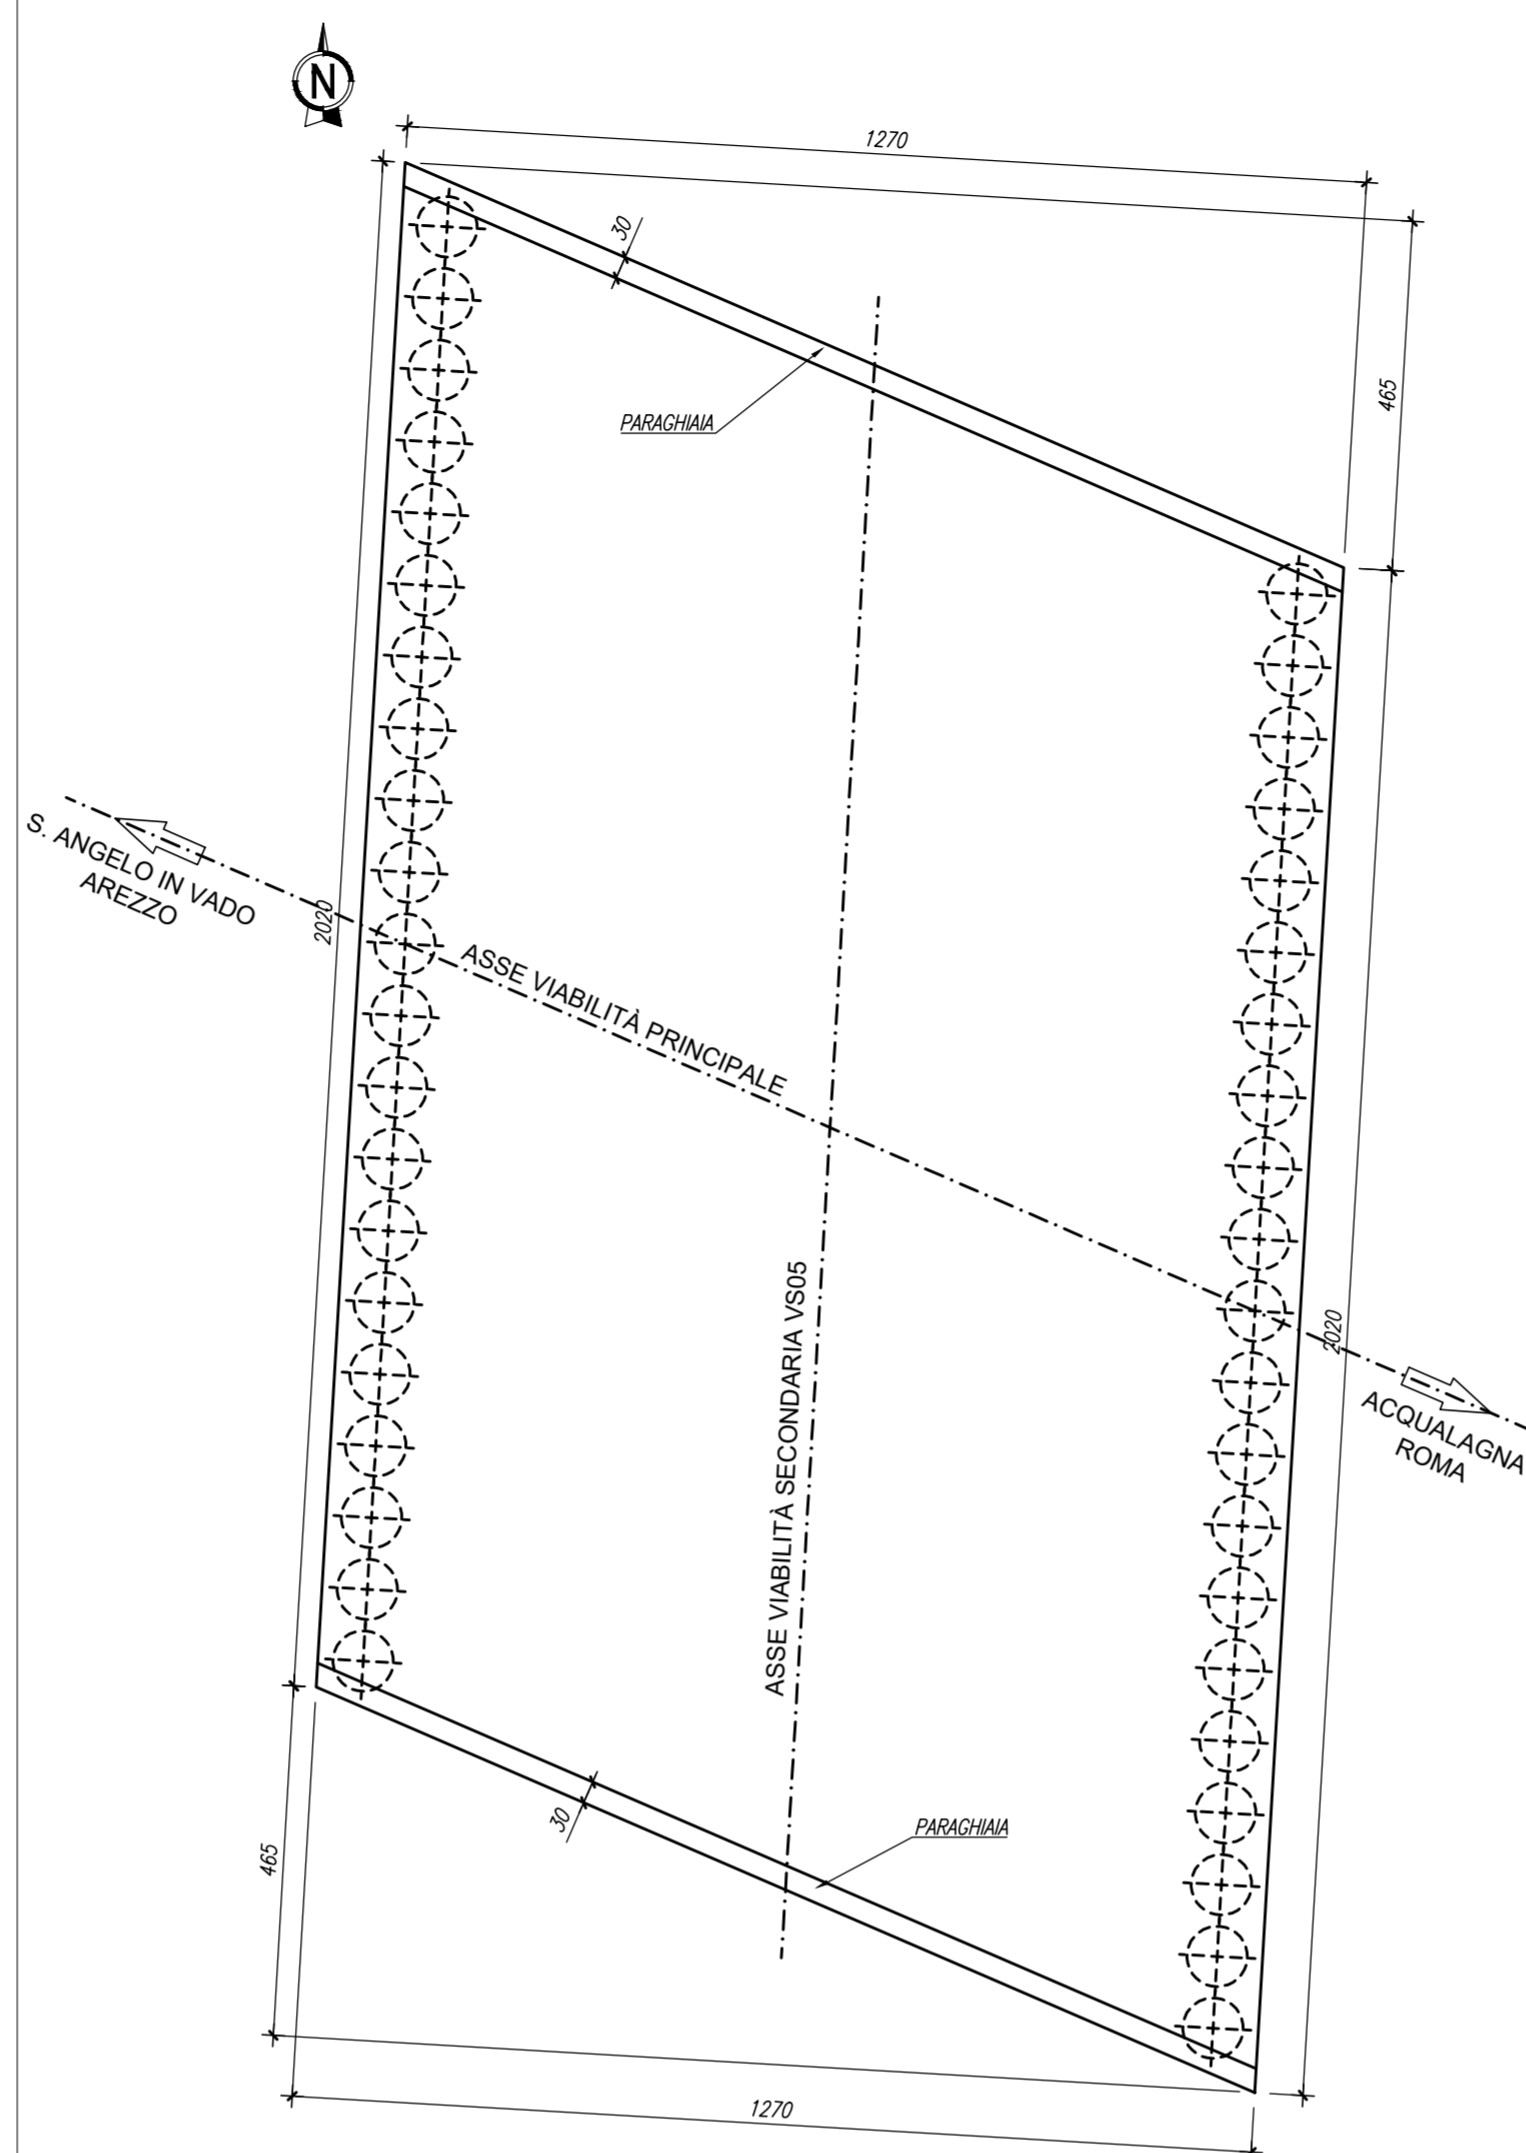 N
1270
30
465
PARAGHIAIA
S. ANGELO IN VADO
AREZZO
2020
ASSE VIABILITÀ PRINCIPALE
ASSE VIABILITÀ SECONDARIA VS05
2020
ACQUALAGNA
ROMA
30
PARAGHIAIA
465
1270